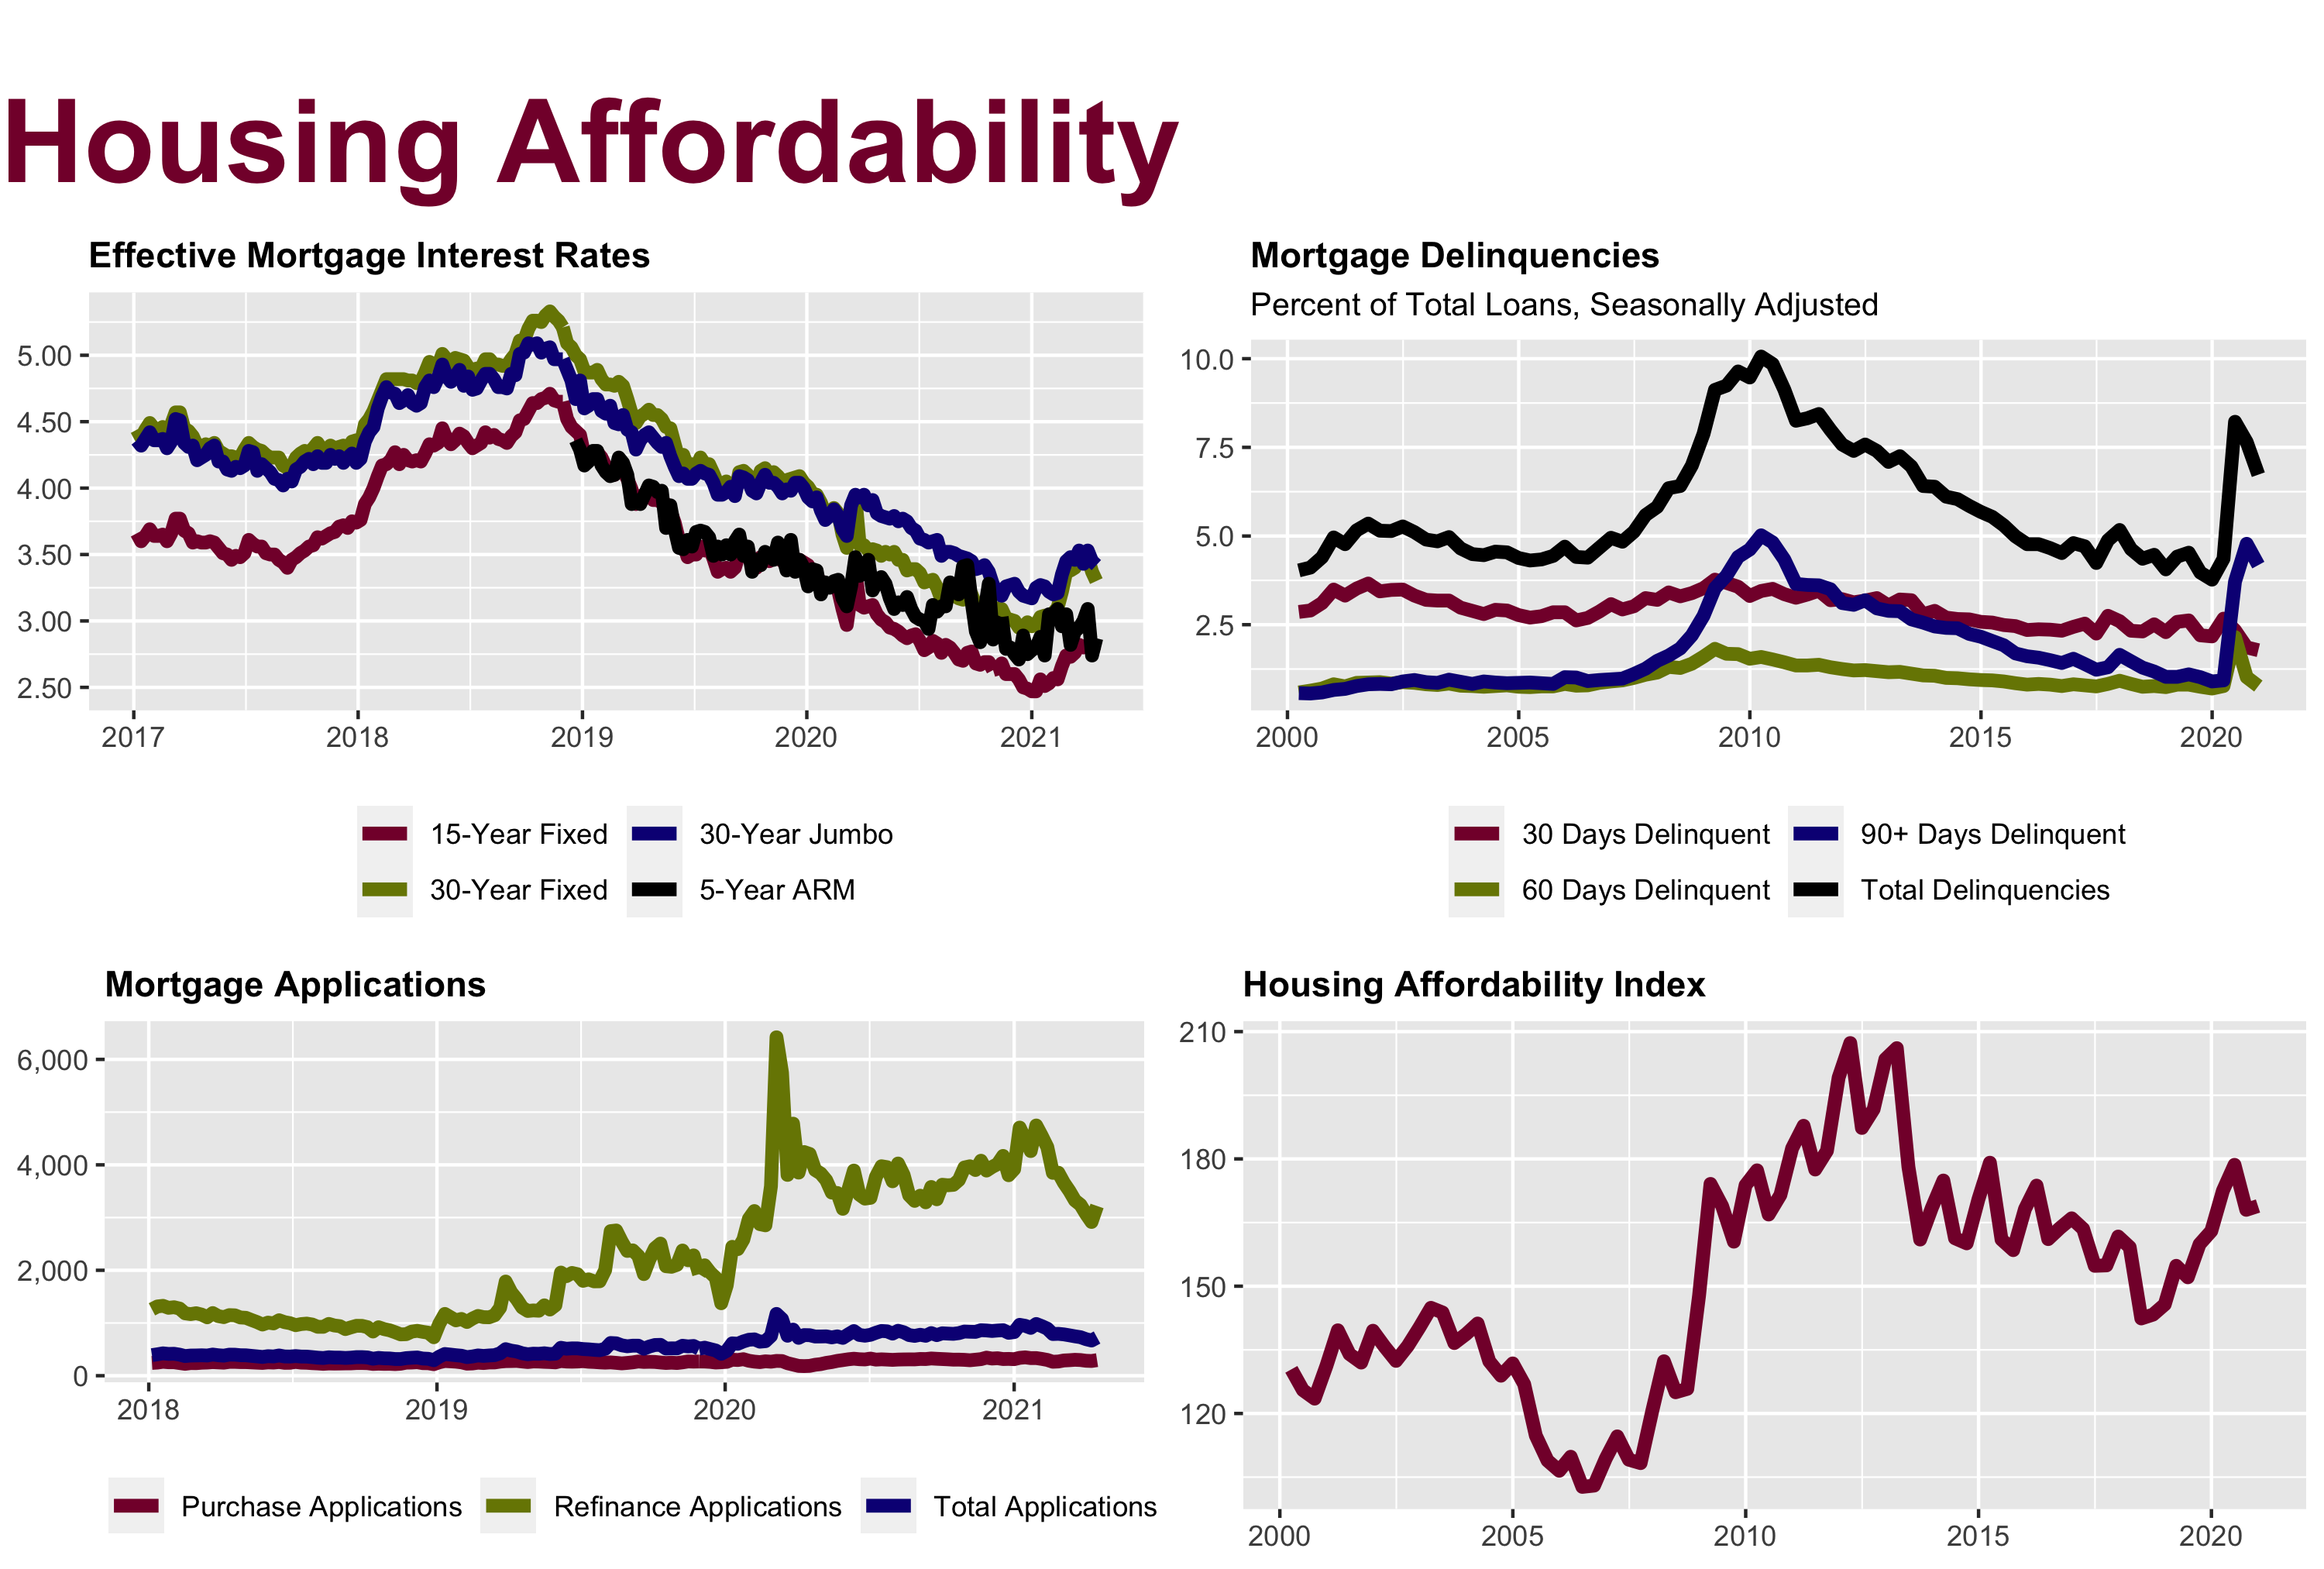 Housing Affordability
Effective Mortgage Interest Rates
5.00
4.50
4.00
3.50
3.00
2.50
2017 2018 2019 2020 2021
15-Year Fixed 30-Year Jumbo
30-Year Fixed 5-Year ARM
Mortgage Delinquencies
Percent of Total Loans, Seasonally Adjusted
10.0
7.5
5.0
2.5
2000 2005 2010 2015 2020
30 Days Delinquent 90+ Days Delinquent
60 Days Delinquent Total Delinquencies
Mortgage Applications
6,000
4,000
2,000
0
2018 2019 2020 2021
Purchase Applications Refinance Applications Total Applications
Housing Affordability Index
210
180
150
120
2000 2005 2010 2015 2020